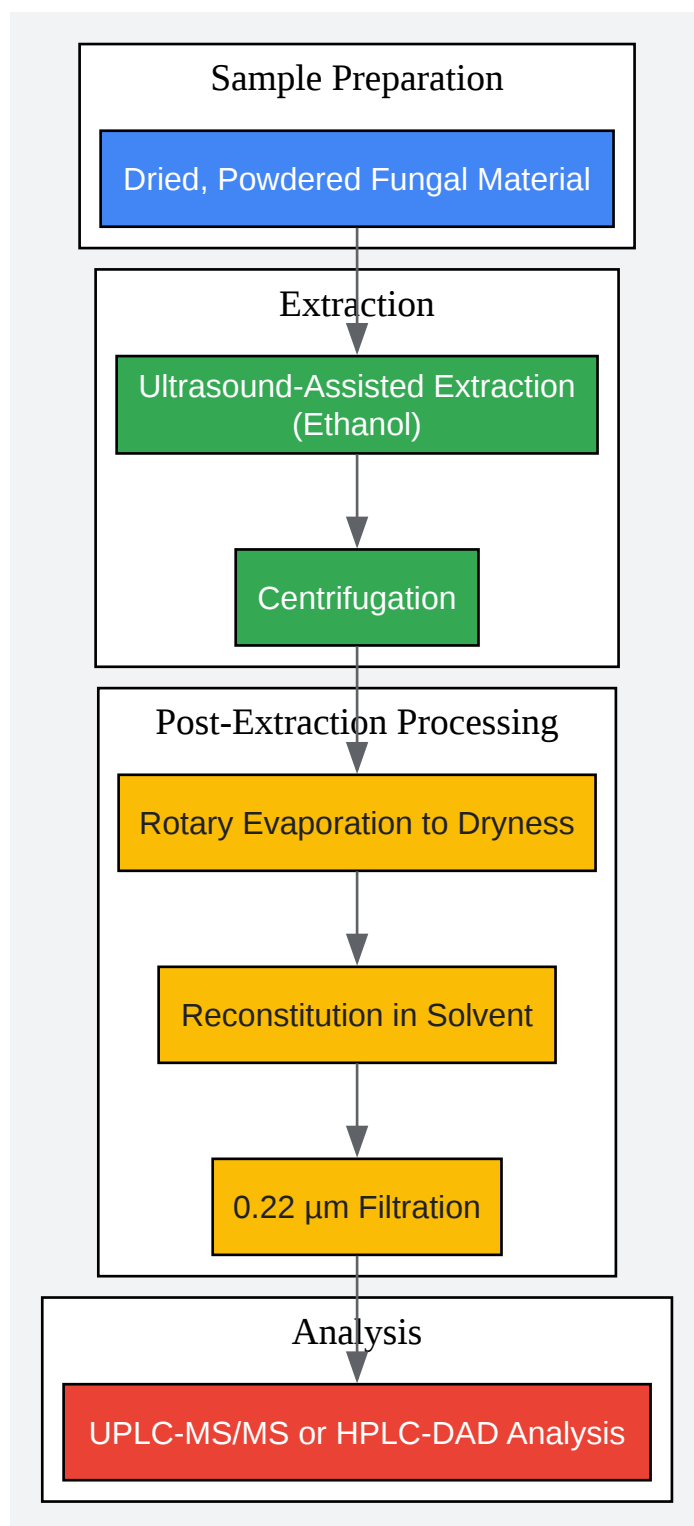 Sample Preparation
Dried, Powdered Fungal Material
Extraction
Ultrasound-Assisted Extraction
(Ethanol)
Centrifugation
Post-Extraction Processing
Rotary Evaporation to Dryness
Reconstitution in Solvent
0.22 µm Filtration
Analysis
UPLC-MS/MS or HPLC-DAD Analysis